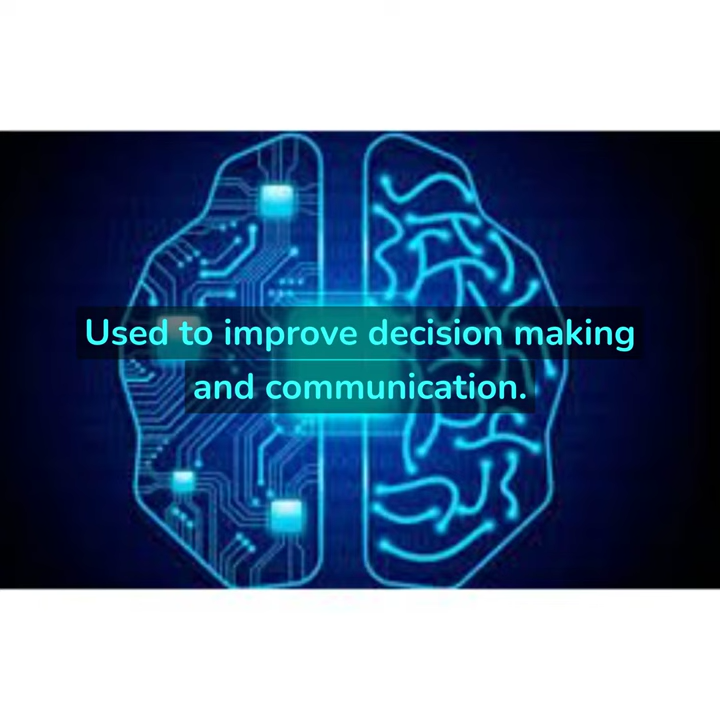 Used to improve decision making
and communication.